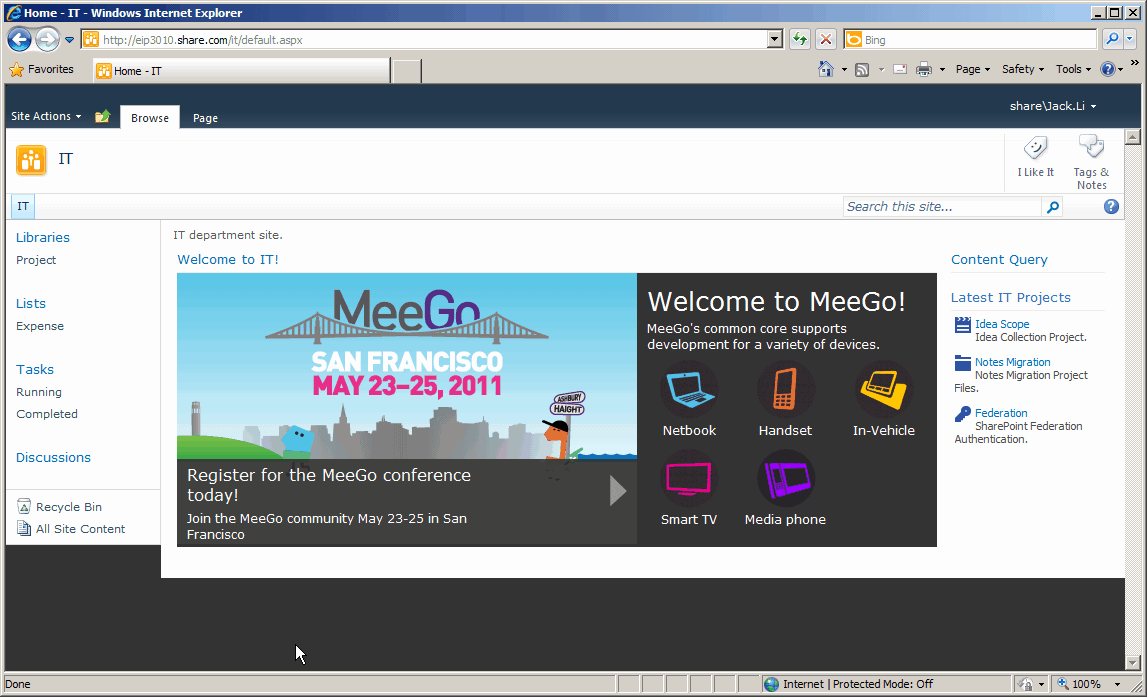 Home - IT - Windows Internet Explorer
http://eip3010.share.com/it/default.aspx
Bing
Favorites
Home - IT
Page
Safety
Tools
»
Site Actions
Browse
Page
share\Jack.Li
IT
I Like It
Tags &
Notes
IT
Search this site...
Libraries
Project
Lists
Expense
Tasks
Running
Completed
Discussions
Recycle Bin
All Site Content
IT department site.
Welcome to IT!
MeeGo
SAN FRANCISCO
MAY 23–25, 2011
ASHBURY
HAIGHT
Register for the MeeGo conference
today!
Join the MeeGo community May 23-25 in San
Francisco
Welcome to MeeGo!
MeeGo's common core supports
development for a variety of devices.
Netbook
Handset
In-Vehicle
Smart TV
Media phone
Content Query
Latest IT Projects
Idea Scope
Idea Collection Project.
Notes Migration
Notes Migration Project
Files.
Federation
SharePoint Federation
Authentication.
Done
Internet | Protected Mode: Off
100%